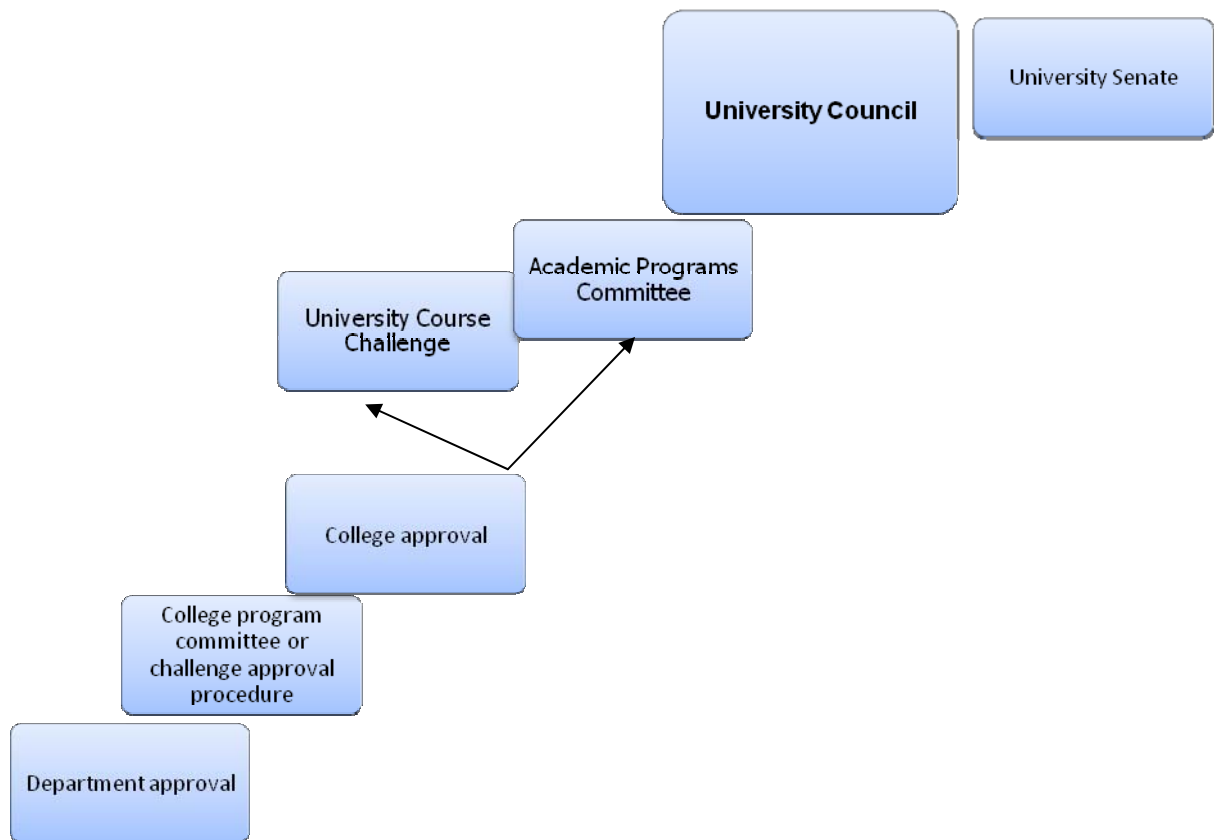 University Council
University Senate
Academic Programs
Committee
University Course
Challenge
College approval
College program
committee or
challenge approval
procedure
Department approval